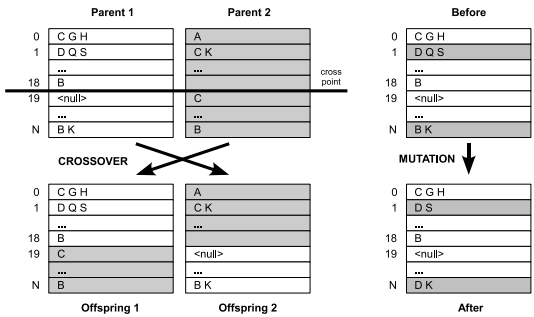 Parent 1 Parent 2 Before
0 C G H A 0 C G H
1 D Q S C K 1 D Q S
... ... ...
18 B 18 B
cross point
19 <null> C 19 <null>
... ... ...
N B K B N B K
CROSSOVER MUTATION
0 C G H A 0 C G H
1 D Q S C K 1 D S
... ... ...
18 B 18 B
19 C <null> 19 <null>
... ... ...
N B B K N D K
Offspring 1 Offspring 2 After